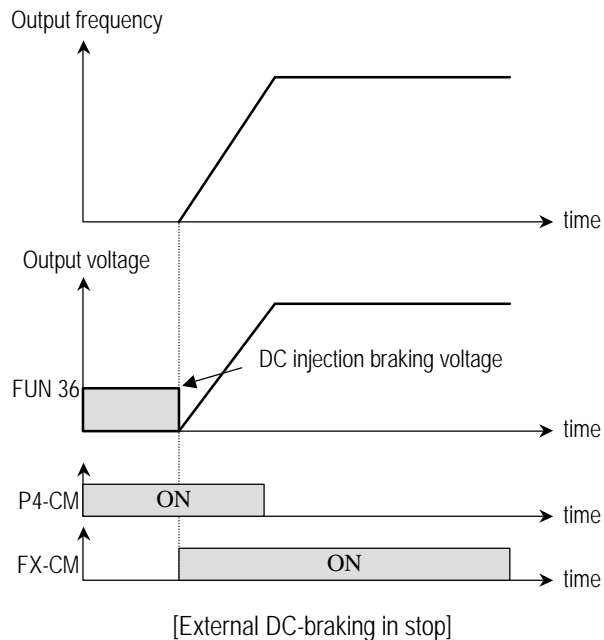 Output frequency
time
Output voltage
DC injection braking voltage
FUN 36
time
P4-CM
ON
time
FX-CM
ON
time
[External DC-braking in stop]